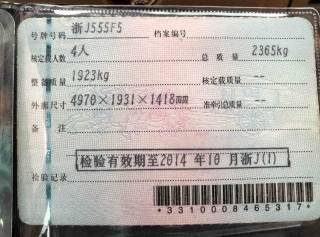 号牌号码 浙J555F5 档案编号
核定载人数 4人 总质量 2365kg
整备质量 1923kg 核定载质量 --
外廓尺寸 4970×1931×1418mm 准牵引总质量 --
备注
检验有效期至2014年10月浙J(1)
检验记录
*3310008465317*